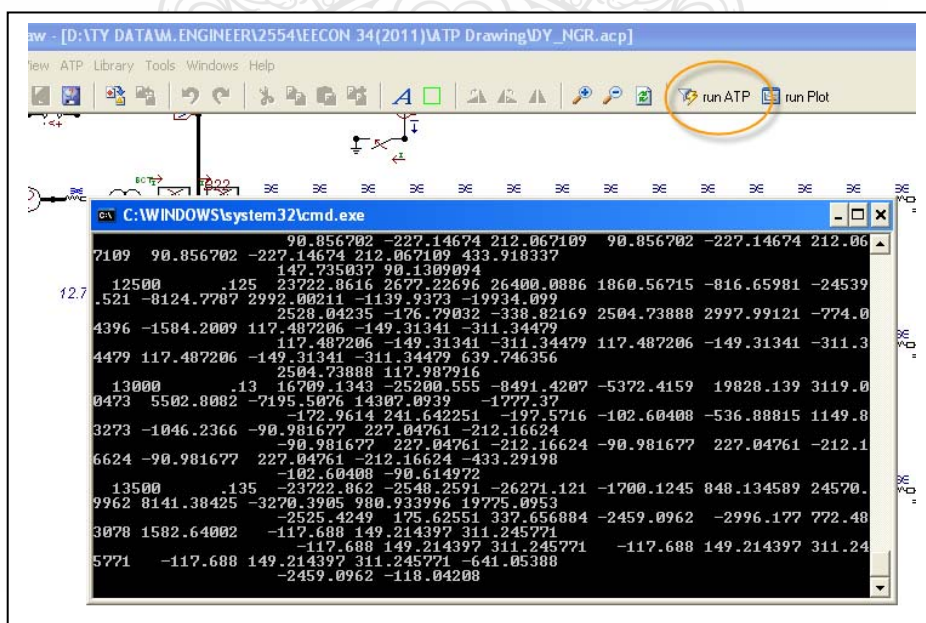 aw - [D:\TY DATA\M.ENGINEER\2554\EECON 34(2011)\ATP Drawing\DY_NGR.acp]
View ATP Library Tools Windows Help
A run ATP run Plot
BCT
12.7
C:\WINDOWS\system32\cmd.exe
90.856702 -227.14674 212.067109 90.856702 -227.14674 212.06
7109 90.856702 -227.14674 212.067109 433.918337
147.735037 90.1309094
12500 .125 23722.8616 2677.22696 26400.0886 1860.56715 -816.65981 -24539
.521 -8124.7787 2992.00211 -1139.9373 -19934.099
2528.04235 -176.79032 -338.82169 2504.73888 2997.99121 -774.0
4396 -1584.2009 117.487206 -149.31341 -311.34479
117.487206 -149.31341 -311.34479 117.487206 -149.31341 -311.3
4479 117.487206 -149.31341 -311.34479 639.746356
2504.73888 117.987916
13000 .13 16709.1343 -25200.555 -8491.4207 -5372.4159 19828.139 3119.0
0473 5502.8082 -7195.5076 14307.0939 -1777.37
-172.9614 241.642251 -197.5716 -102.60408 -536.88815 1149.8
3273 -1046.2366 -90.981677 227.04761 -212.16624
-90.981677 227.04761 -212.16624 -90.981677 227.04761 -212.1
6624 -90.981677 227.04761 -212.16624 -433.29198
-102.60408 -90.614972
13500 .135 -23722.862 -2548.2591 -26271.121 -1700.1245 848.134589 24570.
9962 8141.38425 -3270.3905 980.933996 19775.0953
-2525.4249 175.62551 337.656884 -2459.0962 -2996.177 772.48
3078 1582.64002 -117.688 149.214397 311.245771
-117.688 149.214397 311.245771 -117.688 149.214397 311.24
5771 -117.688 149.214397 311.245771 -641.05388
-2459.0962 -118.04208